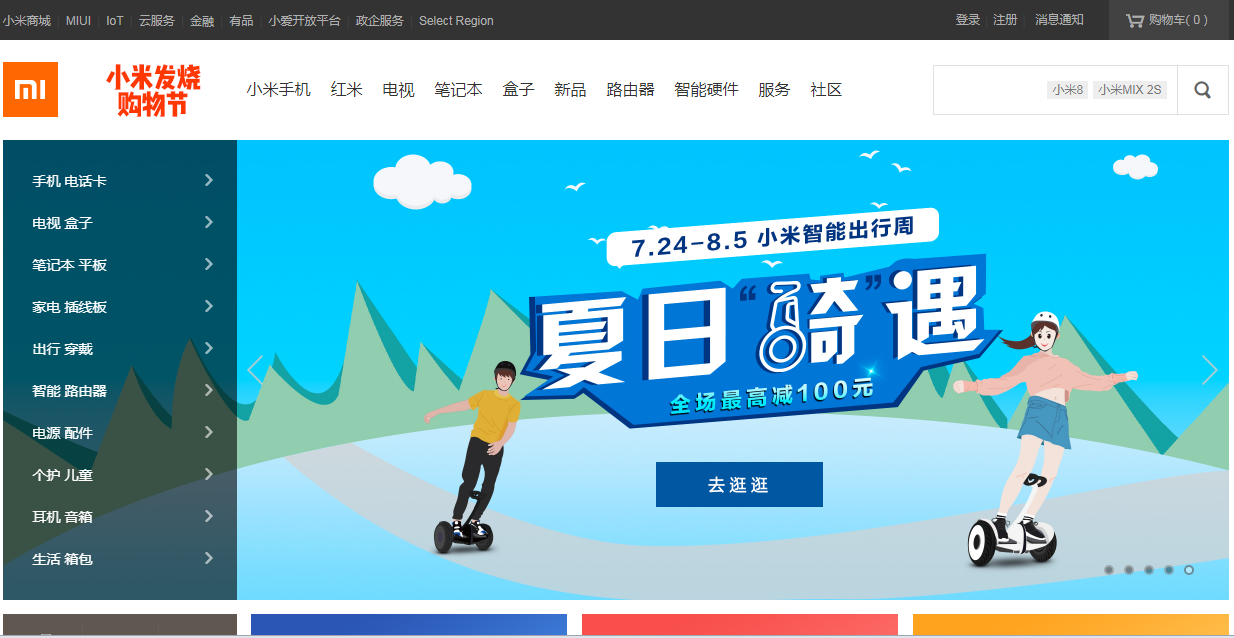 小米商城 MIUI IoT 云服务 金融 有品 小爱开放平台 政企服务 Select Region 登录 注册 消息通知 购物车( 0 )
小米发烧
购物节
小米手机 红米 电视 笔记本 盒子 新品 路由器 智能硬件 服务 社区 小米8 小米MIX 2S
手机 电话卡
电视 盒子
笔记本 平板
家电 插线板
出行 穿戴
智能 路由器
电源 配件
个护 儿童
耳机 音箱
生活 箱包
7.24-8.5 小米智能出行周
夏日“骑”遇
全场最高减100元
去逛逛